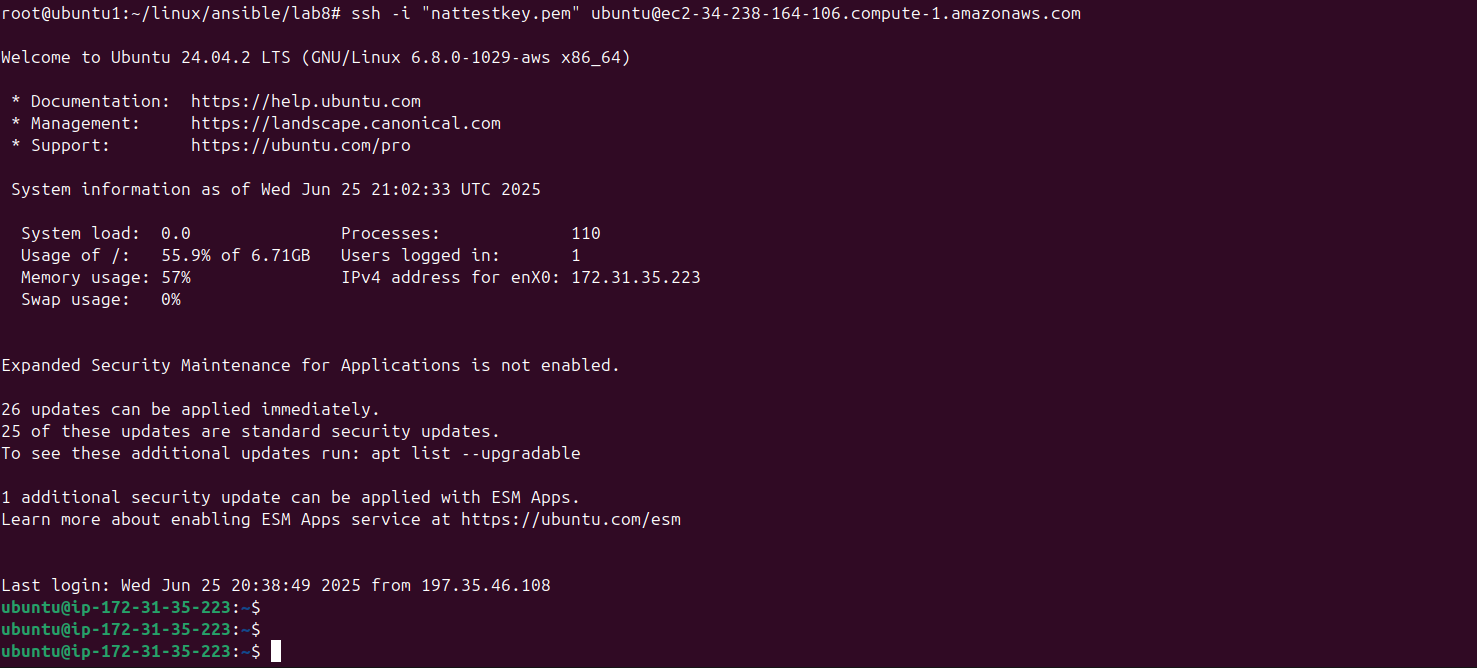 root@ubuntu1:~/linux/ansible/lab8# ssh -i "nattestkey.pem" ubuntu@ec2-34-238-164-106.compute-1.amazonaws.com
Welcome to Ubuntu 24.04.2 LTS (GNU/Linux 6.8.0-1029-aws x86_64)
* Documentation:  https://help.ubuntu.com
* Management:     https://landscape.canonical.com
* Support:        https://ubuntu.com/pro
System information as of Wed Jun 25 21:02:33 UTC 2025
System load:  0.0                Processes:             110
Usage of /:   55.9% of 6.71GB   Users logged in:       1
Memory usage: 57%               IPv4 address for enX0: 172.31.35.223
Swap usage:   0%
Expanded Security Maintenance for Applications is not enabled.
26 updates can be applied immediately.
25 of these updates are standard security updates.
To see these additional updates run: apt list --upgradable
1 additional security update can be applied with ESM Apps.
Learn more about enabling ESM Apps service at https://ubuntu.com/esm
Last login: Wed Jun 25 20:38:49 2025 from 197.35.46.108
ubuntu@ip-172-31-35-223:~$
ubuntu@ip-172-31-35-223:~$
ubuntu@ip-172-31-35-223:~$